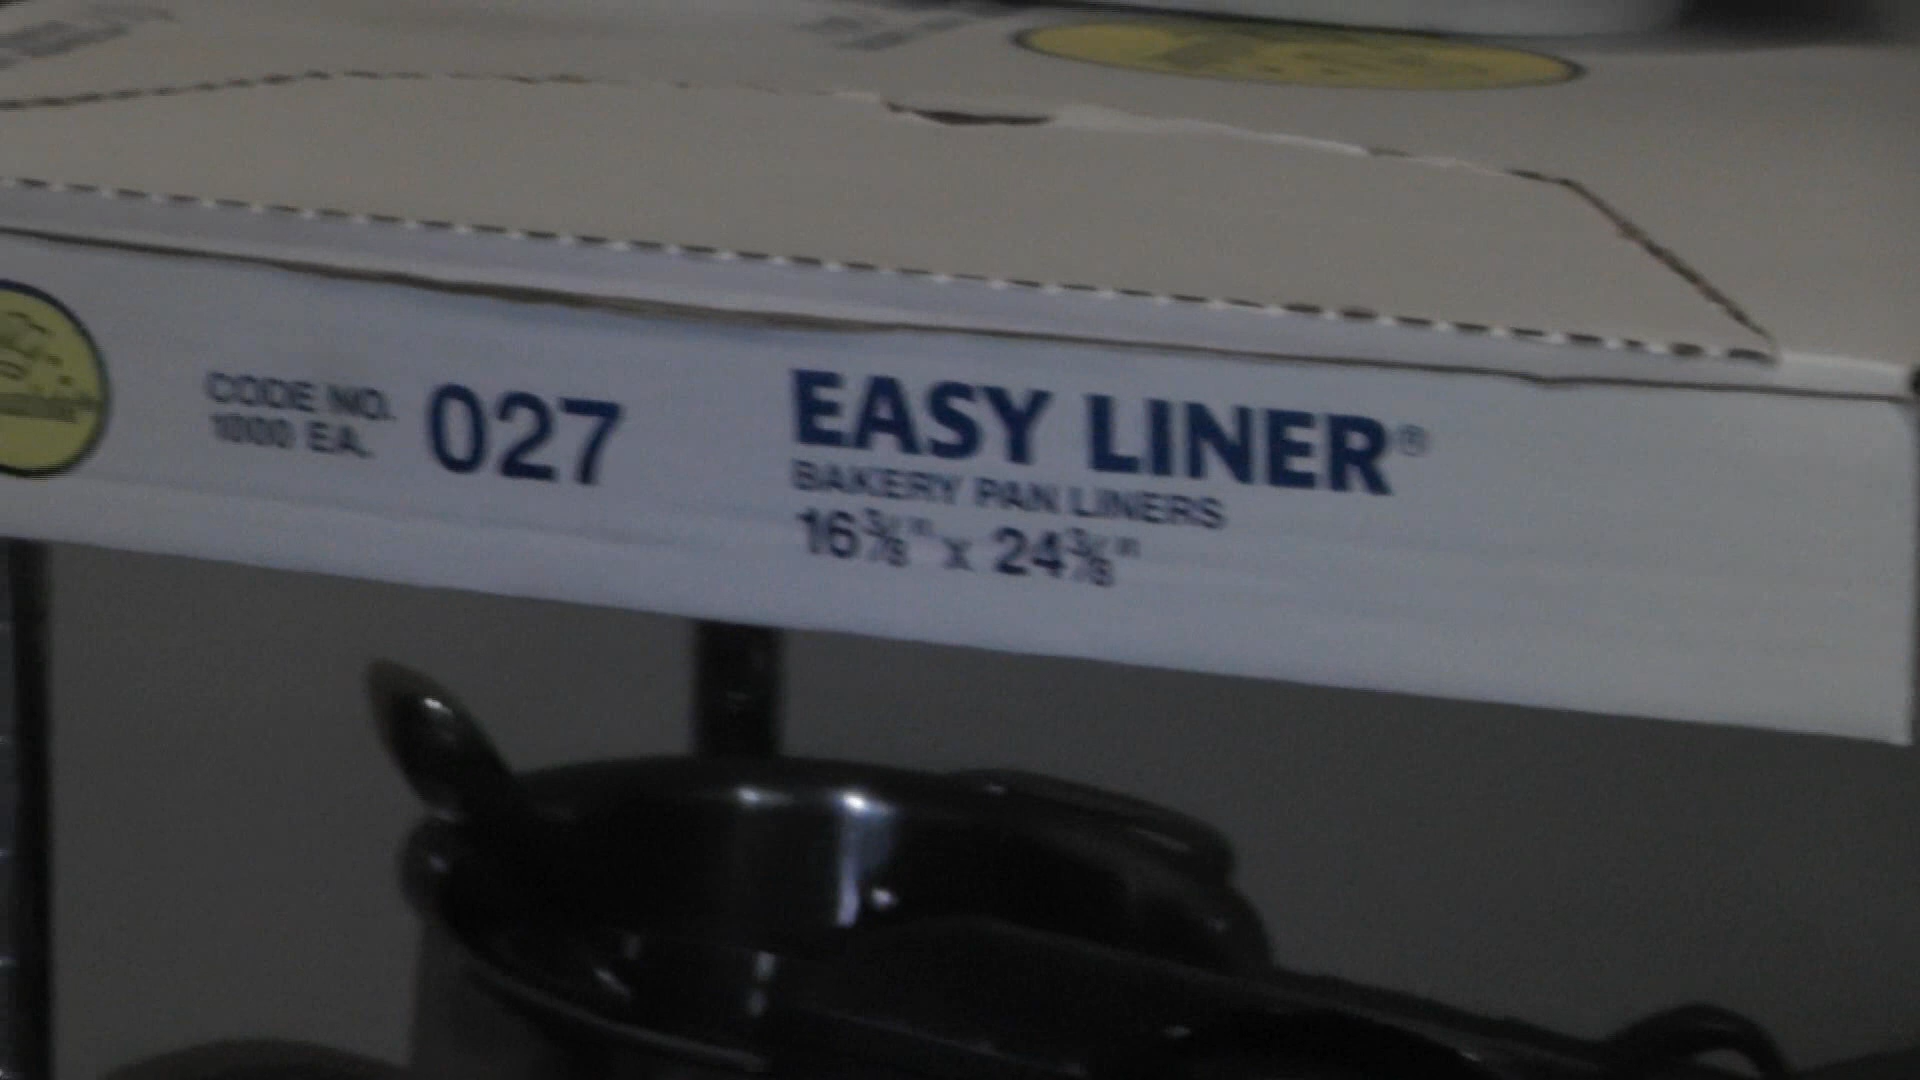 CODE NO.
1000 EA.
027
EASY LINER®
BAKERY PAN LINERS
16⅜" x 24⅜"